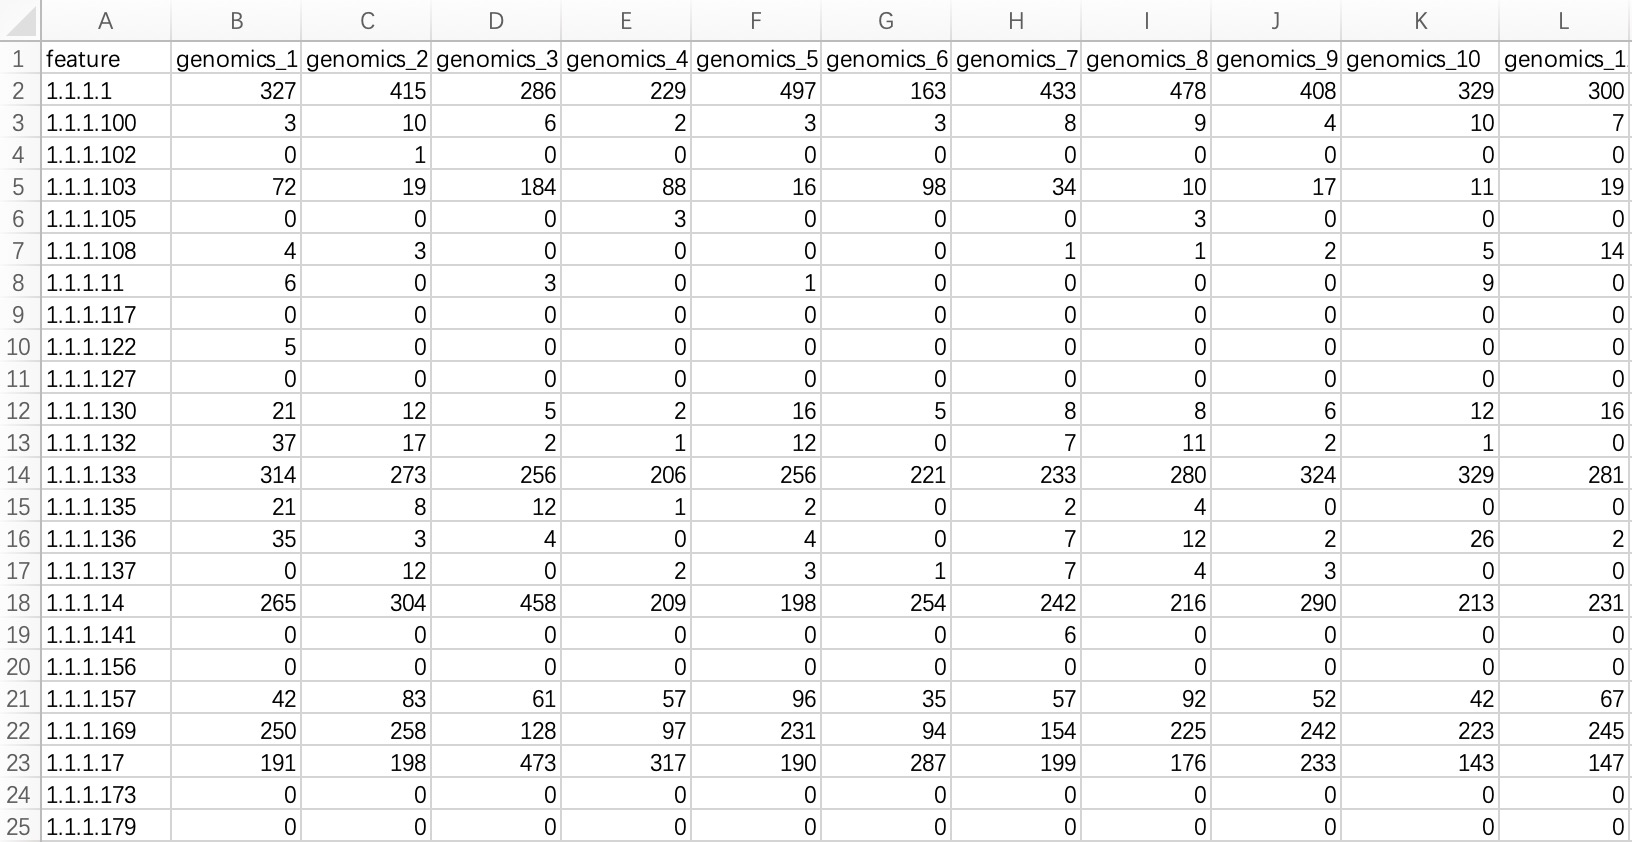 A B C D E F G H I J K L
1 feature genomics_1 genomics_2 genomics_3 genomics_4 genomics_5 genomics_6 genomics_7 genomics_8 genomics_9 genomics_10 genomics_1
2 1.1.1.1 327 415 286 229 497 163 433 478 408 329 300
3 1.1.1.100 3 10 6 2 3 3 8 9 4 10 7
4 1.1.1.102 0 1 0 0 0 0 0 0 0 0 0
5 1.1.1.103 72 19 184 88 16 98 34 10 17 11 19
6 1.1.1.105 0 0 0 3 0 0 0 3 0 0 0
7 1.1.1.108 4 3 0 0 0 0 1 1 2 5 14
8 1.1.1.11 6 0 3 0 1 0 0 0 0 9 0
9 1.1.1.117 0 0 0 0 0 0 0 0 0 0 0
10 1.1.1.122 5 0 0 0 0 0 0 0 0 0 0
11 1.1.1.127 0 0 0 0 0 0 0 0 0 0 0
12 1.1.1.130 21 12 5 2 16 5 8 8 6 12 16
13 1.1.1.132 37 17 2 1 12 0 7 11 2 1 0
14 1.1.1.133 314 273 256 206 256 221 233 280 324 329 281
15 1.1.1.135 21 8 12 1 2 0 2 4 0 0 0
16 1.1.1.136 35 3 4 0 4 0 7 12 2 26 2
17 1.1.1.137 0 12 0 2 3 1 7 4 3 0 0
18 1.1.1.14 265 304 458 209 198 254 242 216 290 213 231
19 1.1.1.141 0 0 0 0 0 0 6 0 0 0 0
20 1.1.1.156 0 0 0 0 0 0 0 0 0 0 0
21 1.1.1.157 42 83 61 57 96 35 57 92 52 42 67
22 1.1.1.169 250 258 128 97 231 94 154 225 242 223 245
23 1.1.1.17 191 198 473 317 190 287 199 176 233 143 147
24 1.1.1.173 0 0 0 0 0 0 0 0 0 0 0
25 1.1.1.179 0 0 0 0 0 0 0 0 0 0 0